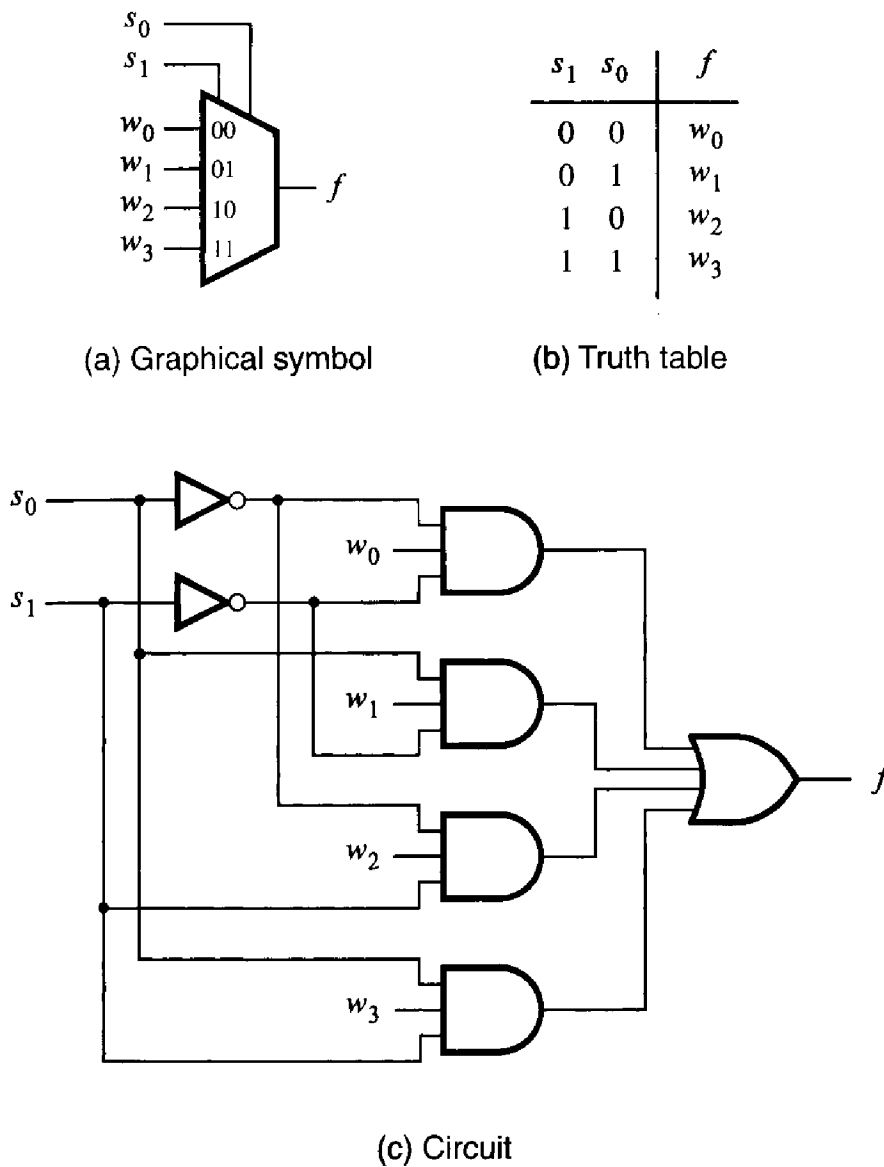 s0
s1
w0 00
w1 01
w2 10
w3 11
f
(a) Graphical symbol
s1 s0 f
0 0 w0
0 1 w1
1 0 w2
1 1 w3
(b) Truth table
s0
w0
s1
w1
f
w2
w3
(c) Circuit